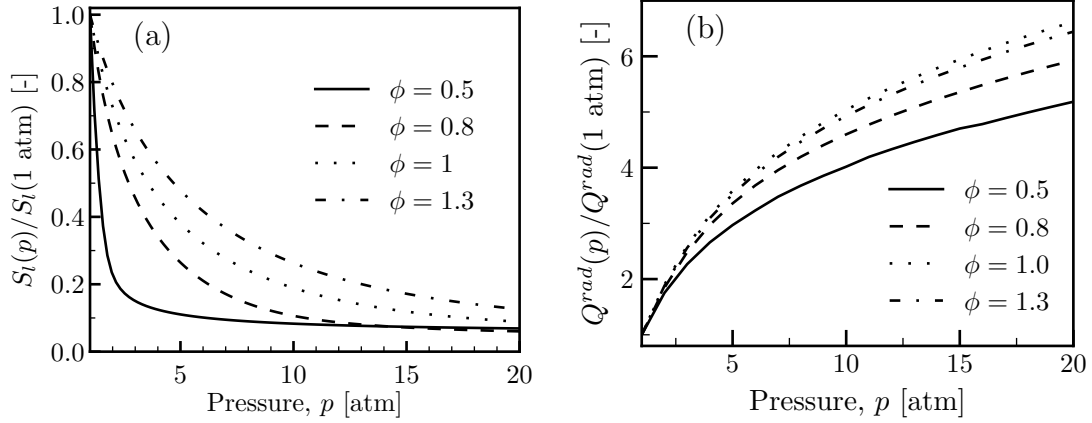 (a)
S_l(p)/S_l(1 atm) [-]
1.0
0.8
0.6
0.4
0.2
0.0
ϕ = 0.5
ϕ = 0.8
ϕ = 1
ϕ = 1.3
5 10 15 20
Pressure, p [atm]
(b)
Q^{rad}(p)/Q^{rad}(1 atm) [-]
6
4
2
ϕ = 0.5
ϕ = 0.8
ϕ = 1.0
ϕ = 1.3
5 10 15 20
Pressure, p [atm]